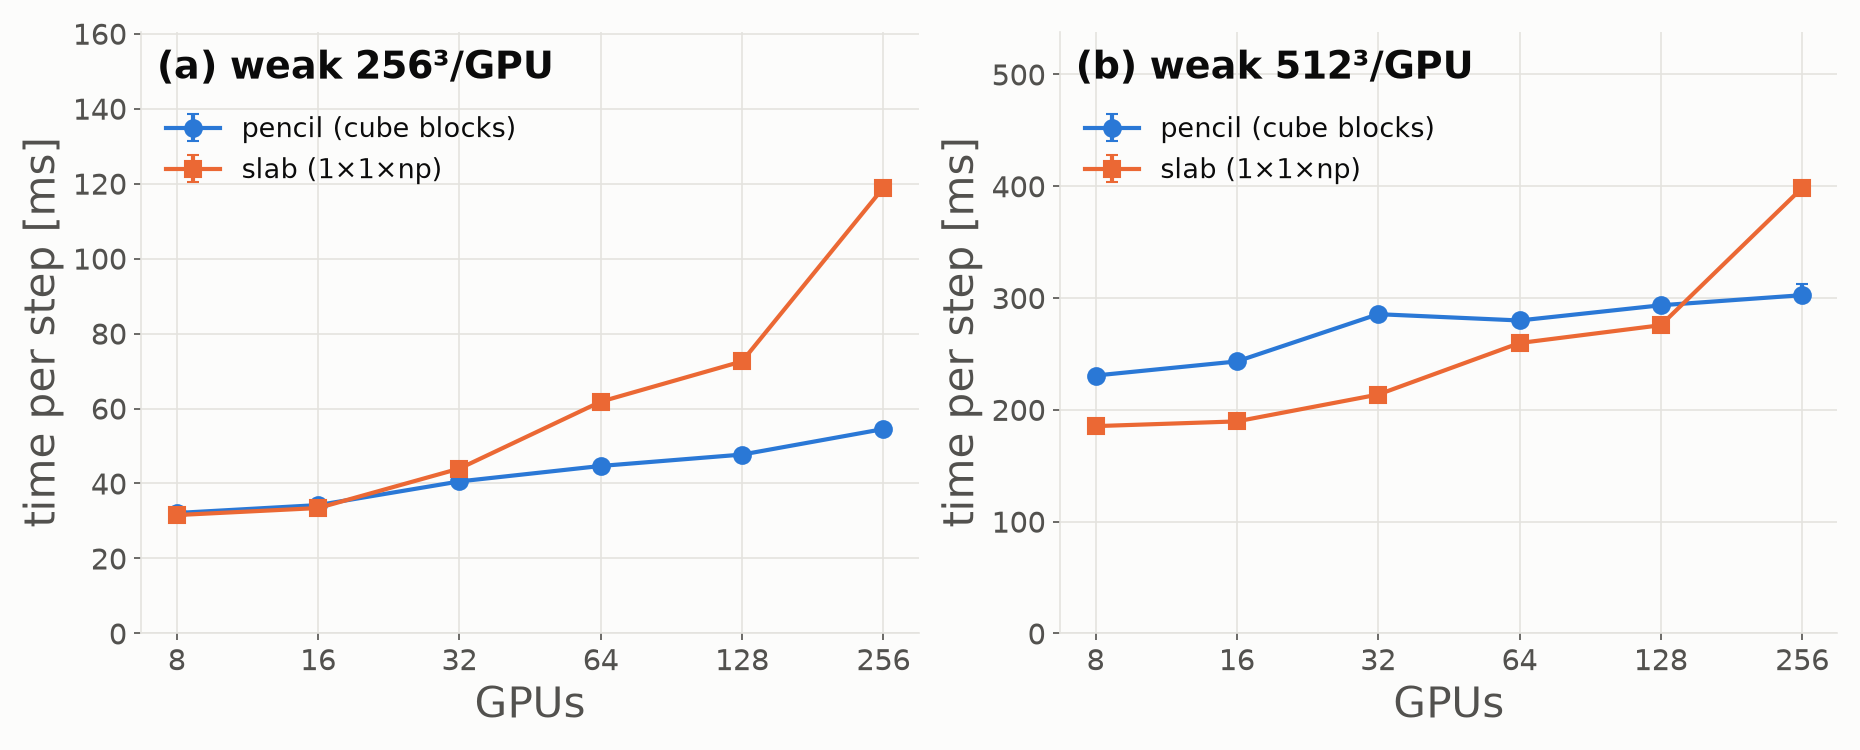 (a) weak 256³/GPU
pencil (cube blocks)
slab (1×1×np)
time per step [ms]
160
140
120
100
80
60
40
20
0
8 16 32 64 128 256
GPUs
(b) weak 512³/GPU
pencil (cube blocks)
slab (1×1×np)
time per step [ms]
500
400
300
200
100
0
8 16 32 64 128 256
GPUs